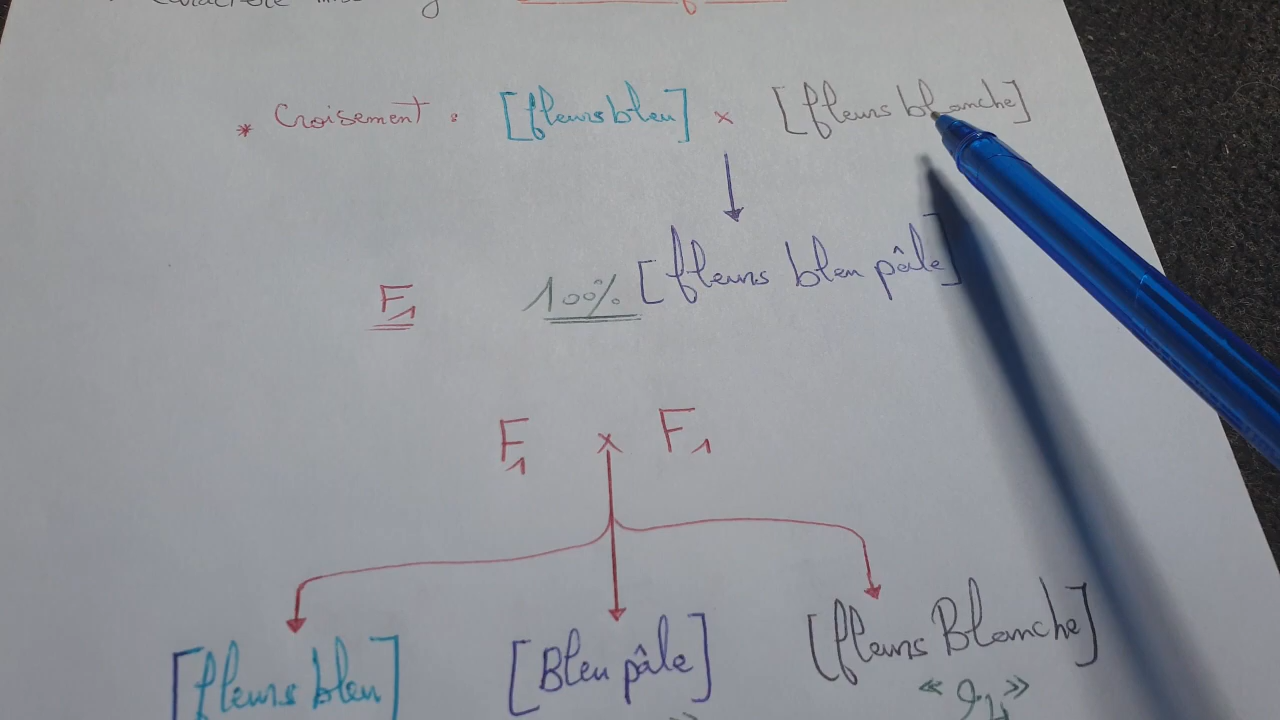 * Croisement : [fleurs bleu] × [fleurs blanche]
F1 100% [fleurs bleu pâle]
F1 × F1
[fleurs bleu] [Bleu pâle] [fleurs Blanche]